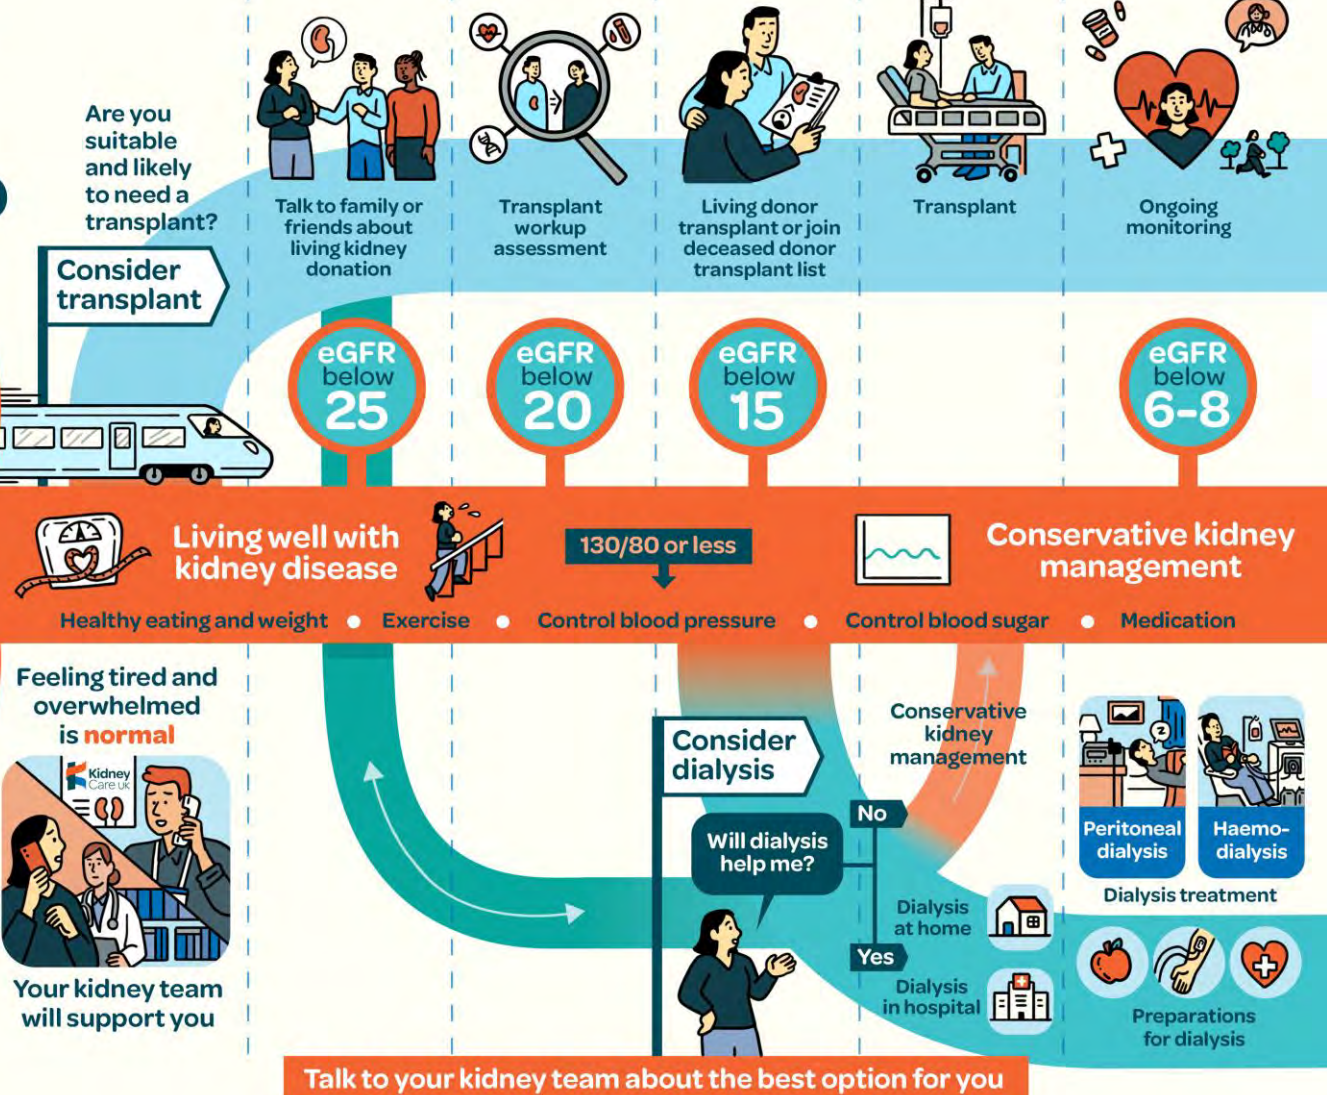 Are you
suitable
and likely
to need a
transplant?
Consider
transplant
Talk to family or
friends about
living kidney
donation
Transplant
workup
assessment
Living donor
transplant or join
deceased donor
transplant list
Transplant
Ongoing
monitoring
eGFR
below
25
eGFR
below
20
eGFR
below
15
eGFR
below
6-8
Living well with
kidney disease
130/80 or less
Conservative kidney
management
Healthy eating and weight • Exercise • Control blood pressure • Control blood sugar • Medication
Feeling tired and
overwhelmed
is normal
Kidney
Care UK
Your kidney team
will support you
Consider
dialysis
Will dialysis
help me?
No
Yes
Conservative
kidney
management
Dialysis
at home
Dialysis
in hospital
Z
Peritoneal
dialysis
Haemo-
dialysis
Dialysis treatment
Preparations
for dialysis
Talk to your kidney team about the best option for you